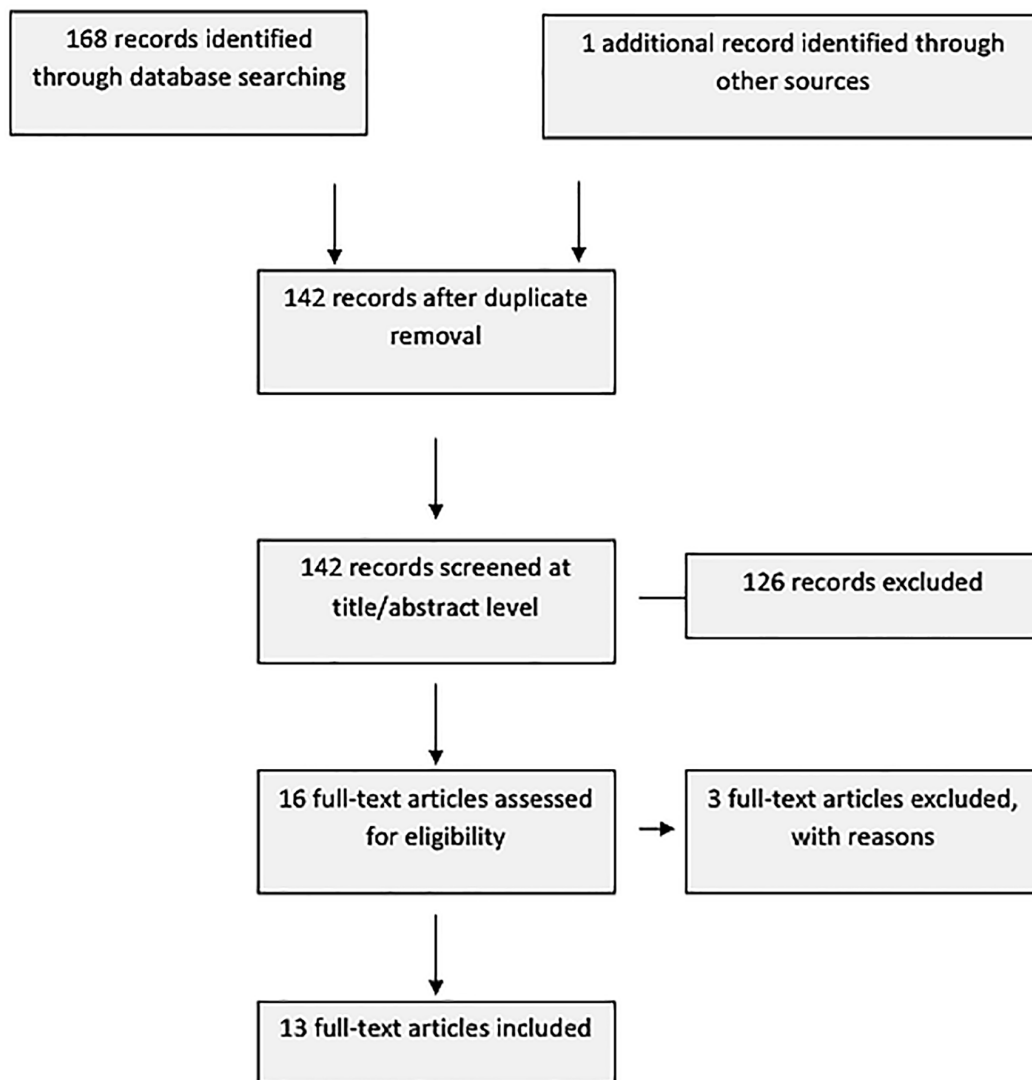 168 records identified
through database searching
1 additional record identified through
other sources
142 records after duplicate
removal
142 records screened at
title/abstract level
126 records excluded
16 full-text articles assessed
for eligibility
3 full-text articles excluded,
with reasons
13 full-text articles included